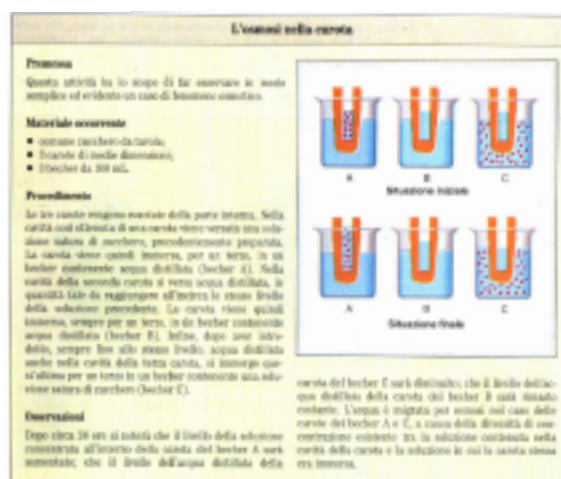 L'osmosi nella carota
Premessa
Questa attività ha lo scopo di far osservare in modo
semplice ed evidente un caso di fenomeno osmotico.
Materiale occorrente
• comune zucchero da tavola;
• 3 carote di medie dimensioni;
• 3 becher da 100 mL.
Procedimento
Le tre carote vengono svuotate della parte interna. Nella
cavità così ottenuta di una carota viene versata una solu-
zione satura di zucchero, precedentemente preparata.
La carota viene quindi immersa, per un terzo, in un
becher contenente acqua distillata (becher A). Nella
cavità della seconda carota si versa acqua distillata, in
quantità tale da raggiungere all'incirca lo stesso livello
della soluzione precedente. La carota viene quindi
immersa, sempre per un terzo, in un becher contenente
acqua distillata (becher B). Infine, dopo aver intro-
dotto, sempre fino allo stesso livello, acqua distillata
anche nella cavità della terza carota, si immerge que-
st'ultima per un terzo in un becher contenente una solu-
zione satura di zucchero (becher C).
Osservazioni
Dopo circa 24 ore si noterà che il livello della soluzione
concentrata all'interno della carota del becher A sarà
aumentato; che il livello dell'acqua distillata della
A B C
Situazione iniziale
A B C
Situazione finale
carota del becher C sarà diminuito; che il livello dell'ac-
qua distillata della carota del becher B sarà rimasto
costante. L'acqua è migrata per osmosi nel caso delle
carote dei becher A e C, a causa della diversità di con-
centrazione esistente tra la soluzione contenuta nella
cavità della carota e la soluzione in cui la carota stessa
era immersa.